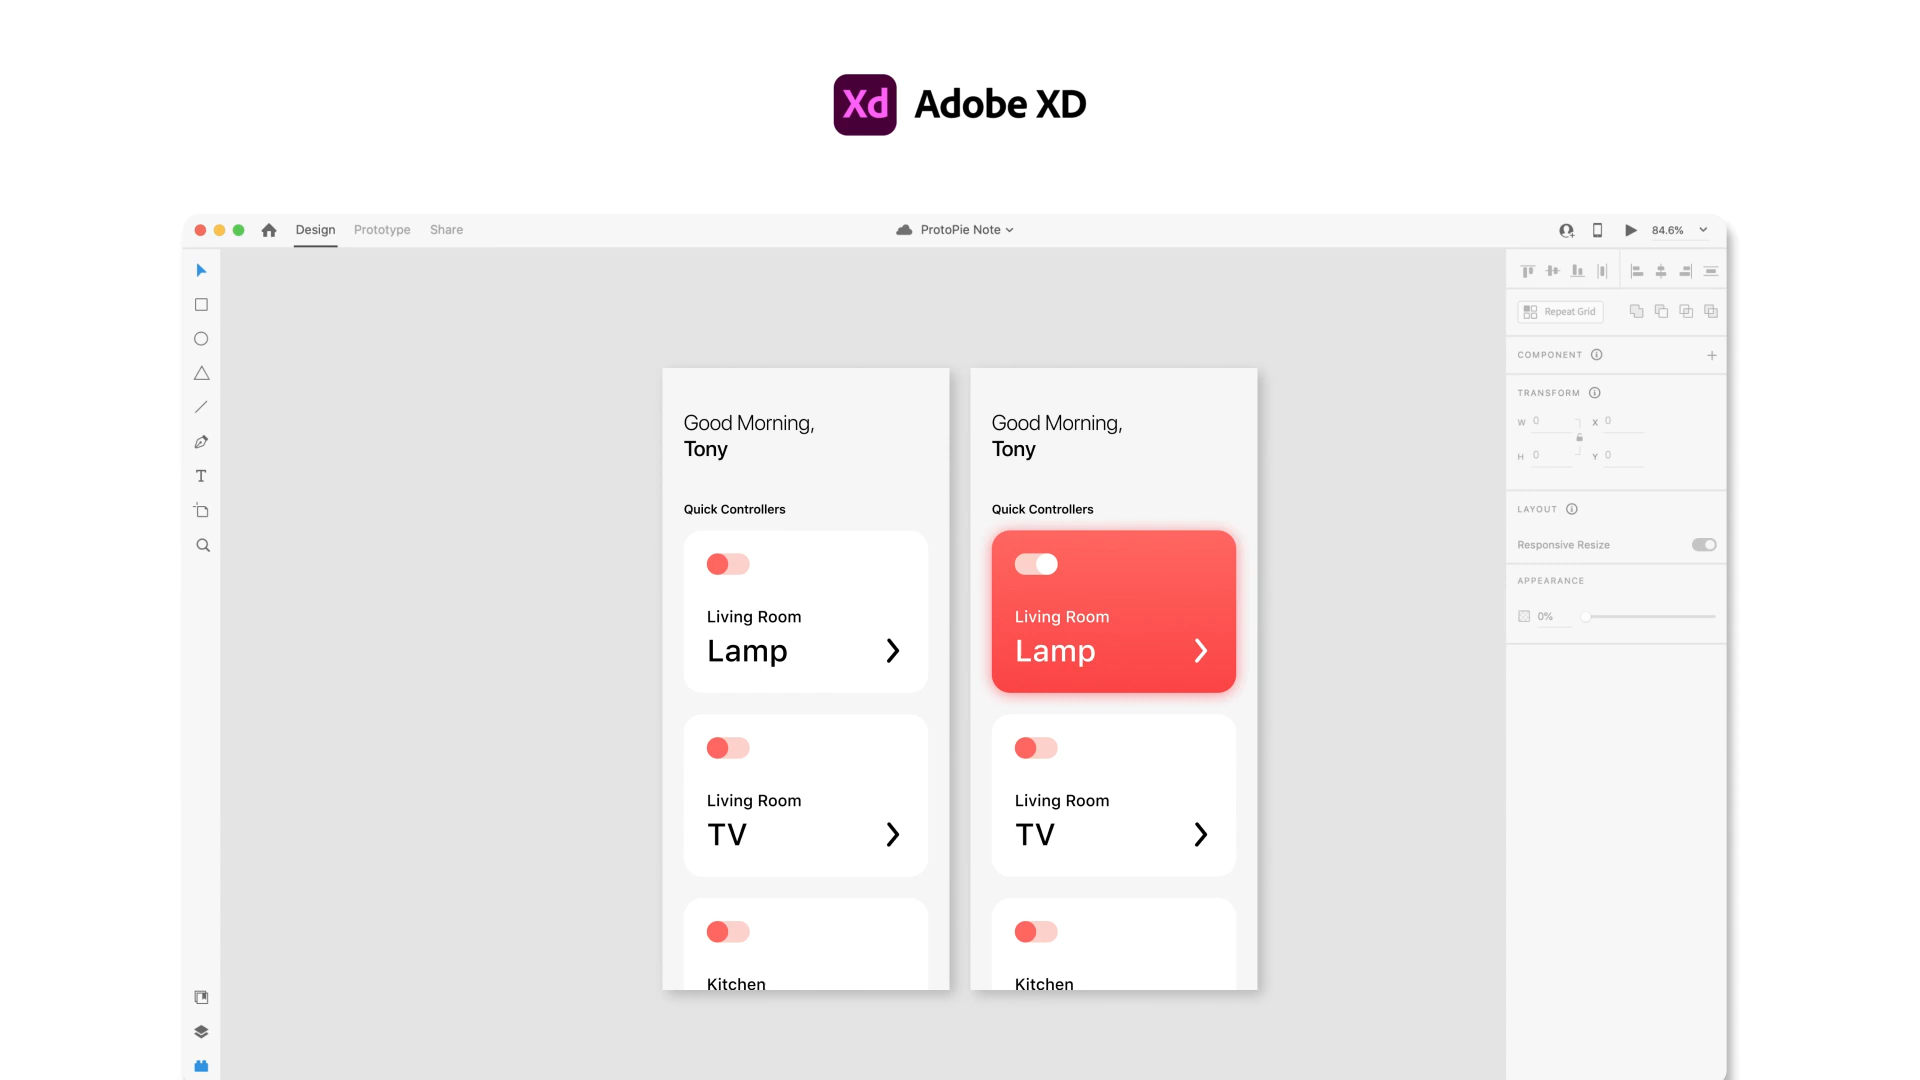 Xd Adobe XD
Design Prototype Share ProtoPie Note 84.6%
Repeat Grid
COMPONENT
TRANSFORM
W 0 X 0
H 0 Y 0
LAYOUT
Responsive Resize
APPEARANCE
0%
T
Good Morning,
Tony
Quick Controllers
Living Room
Lamp
Living Room
TV
Kitchen
Good Morning,
Tony
Quick Controllers
Living Room
Lamp
Living Room
TV
Kitchen